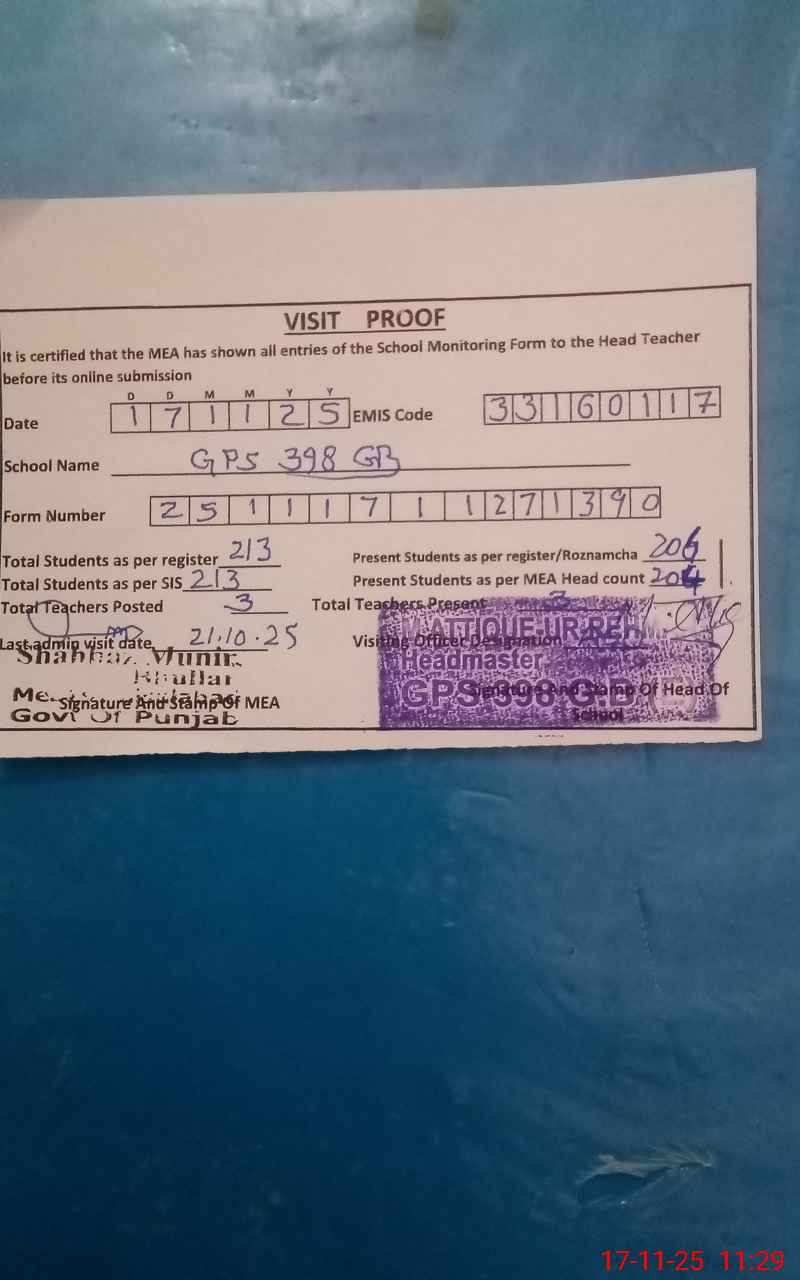 VISIT PROOF
It is certified that the MEA has shown all entries of the School Monitoring Form to the Head Teacher
before its online submission
D D M M Y Y
Date 1 7 1 1 2 5 EMIS Code 3 3 1 6 0 1 1 7
School Name GPS 398 GB
Form Number 2 5 1 1 1 7 1 1 2 7 1 3 9 0
Total Students as per register 213 Present Students as per register/Roznamcha
Total Students as per SIS 213 Present Students as per MEA Head count
Total Teachers Posted 3 Total Teachers Present 3
Last admin visit date 21.10.25 Visiting Officer Designation
ATTIQUE-UR-REH
Headmaster
GPS 398 G.B
Munir
Govt Of Punjab
Signature And Stamp Of MEA Signature And Stamp Of Head Of
School
17-11-25 11:29